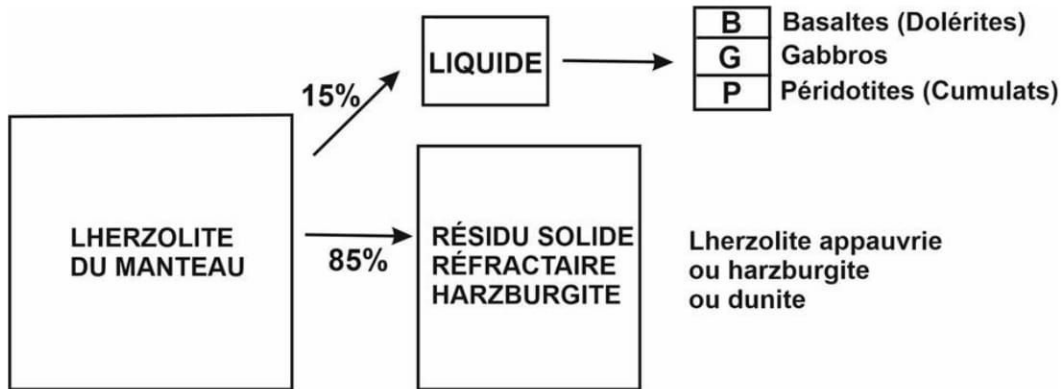 B Basaltes (Dolérites)
LIQUIDE
G Gabbros
15%
P Péridotites (Cumulats)
LHERZOLITE
DU MANTEAU
85%
RÉSIDU SOLIDE
RÉFRACTAIRE
HARZBURGITE
Lherzolite appauvrie
ou harzburgite
ou dunite